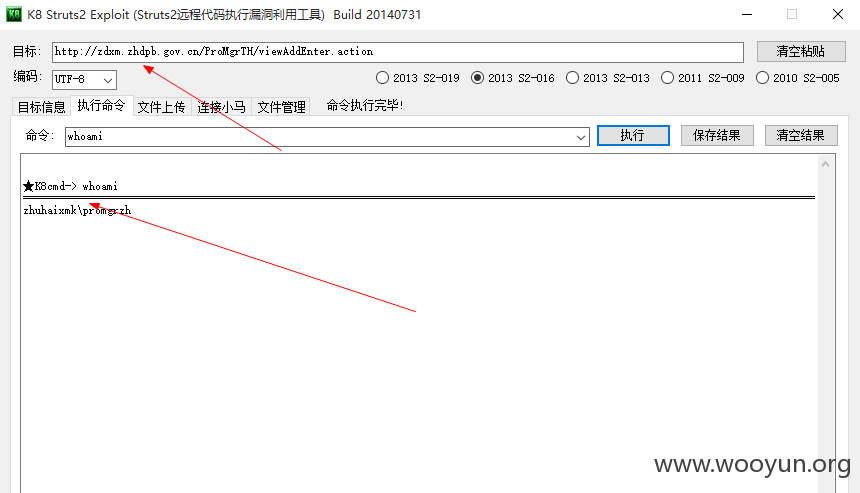 K8 Struts2 Exploit (Struts2远程代码执行漏洞利用工具) Build 20140731
目标: http://zdxm.zhdpb.gov.cn/ProMgrTH/viewAddEnter.action 清空粘贴
编码: UTF-8 2013 S2-019 2013 S2-016 2013 S2-013 2011 S2-009 2010 S2-005
目标信息 执行命令 文件上传 连接小马 文件管理 命令执行完毕!
命令: whoami 执行 保存结果 清空结果
★K8cmd-> whoami
zhuhaixmk\promgrzh
www.wooyun.org